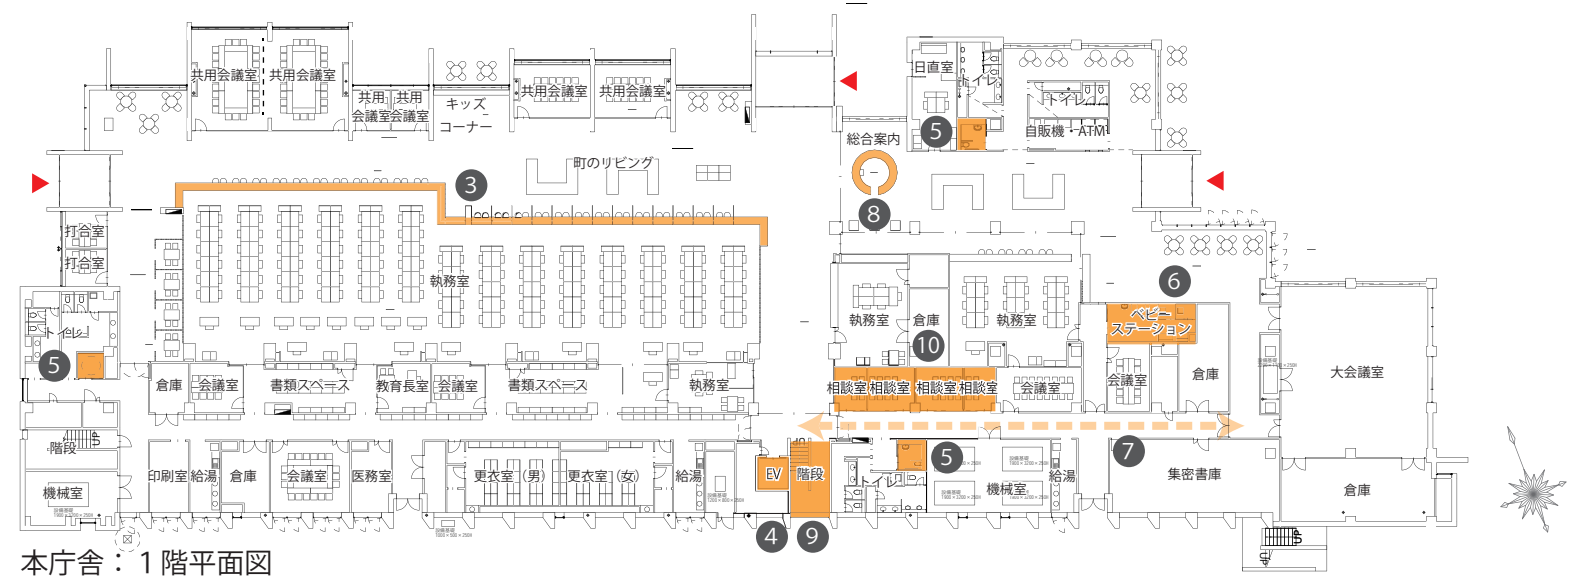 共用会議室
共用会議室
共用
会議室
共用
会議室
キッズ
コーナー
共用会議室
共用会議室
日直室
トイレ
トイレ
自販機・ATM
5
総合案内
8
町のリビング
3
打合室
打合室
執務室
6
ベビー
ステーション
執務室
倉庫
10
執務室
トイレ
5
倉庫
会議室
書類スペース
教育長室
会議室
書類スペース
執務室
相談室
相談室
相談室
相談室
会議室
会議室
倉庫
大会議室
7
階段
機械室
印刷室
給湯
倉庫
会議室
医務室
更衣室（男）
更衣室（女）
給湯
EV
階段
トイレ
5
機械室
給湯
集密書庫
倉庫
4
9
本庁舎：１階平面図